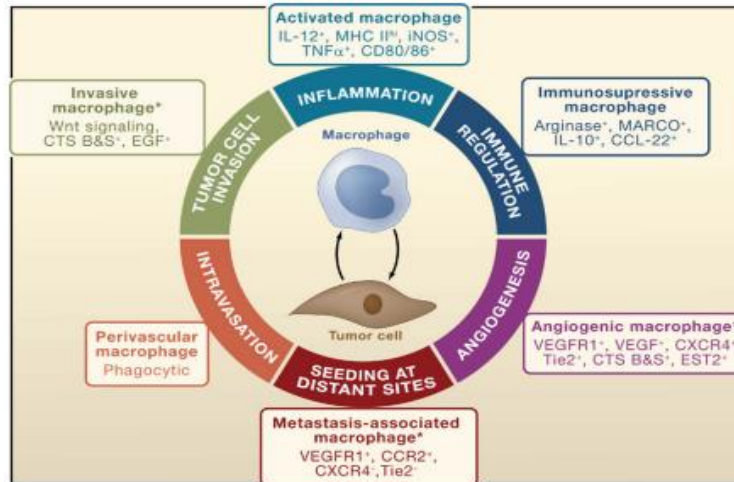 Activated macrophage
IL-12⁺, MHC IIʰⁱ, iNOS⁺,
TNFα⁺, CD80/86⁺
Invasive
macrophage*
Wnt signaling,
CTS B&S⁺, EGF⁺
INFLAMMATION
Immunosupressive
macrophage
Arginase⁺, MARCO⁺,
IL-10⁺, CCL-22⁺
TUMOR CELL
INVASION
Macrophage
IMMUNE
REGULATION
INTRAVASATION
Tumor cell
ANGIOGENESIS
Perivascular
macrophage
Phagocytic
Angiogenic macrophage*
VEGFR1⁺, VEGF⁺, CXCR4⁺
Tie2⁺, CTS B&S⁺, EST2⁺
SEEDING AT
DISTANT SITES
Metastasis-associated
macrophage*
VEGFR1⁺, CCR2⁺,
CXCR4⁻,Tie2⁻